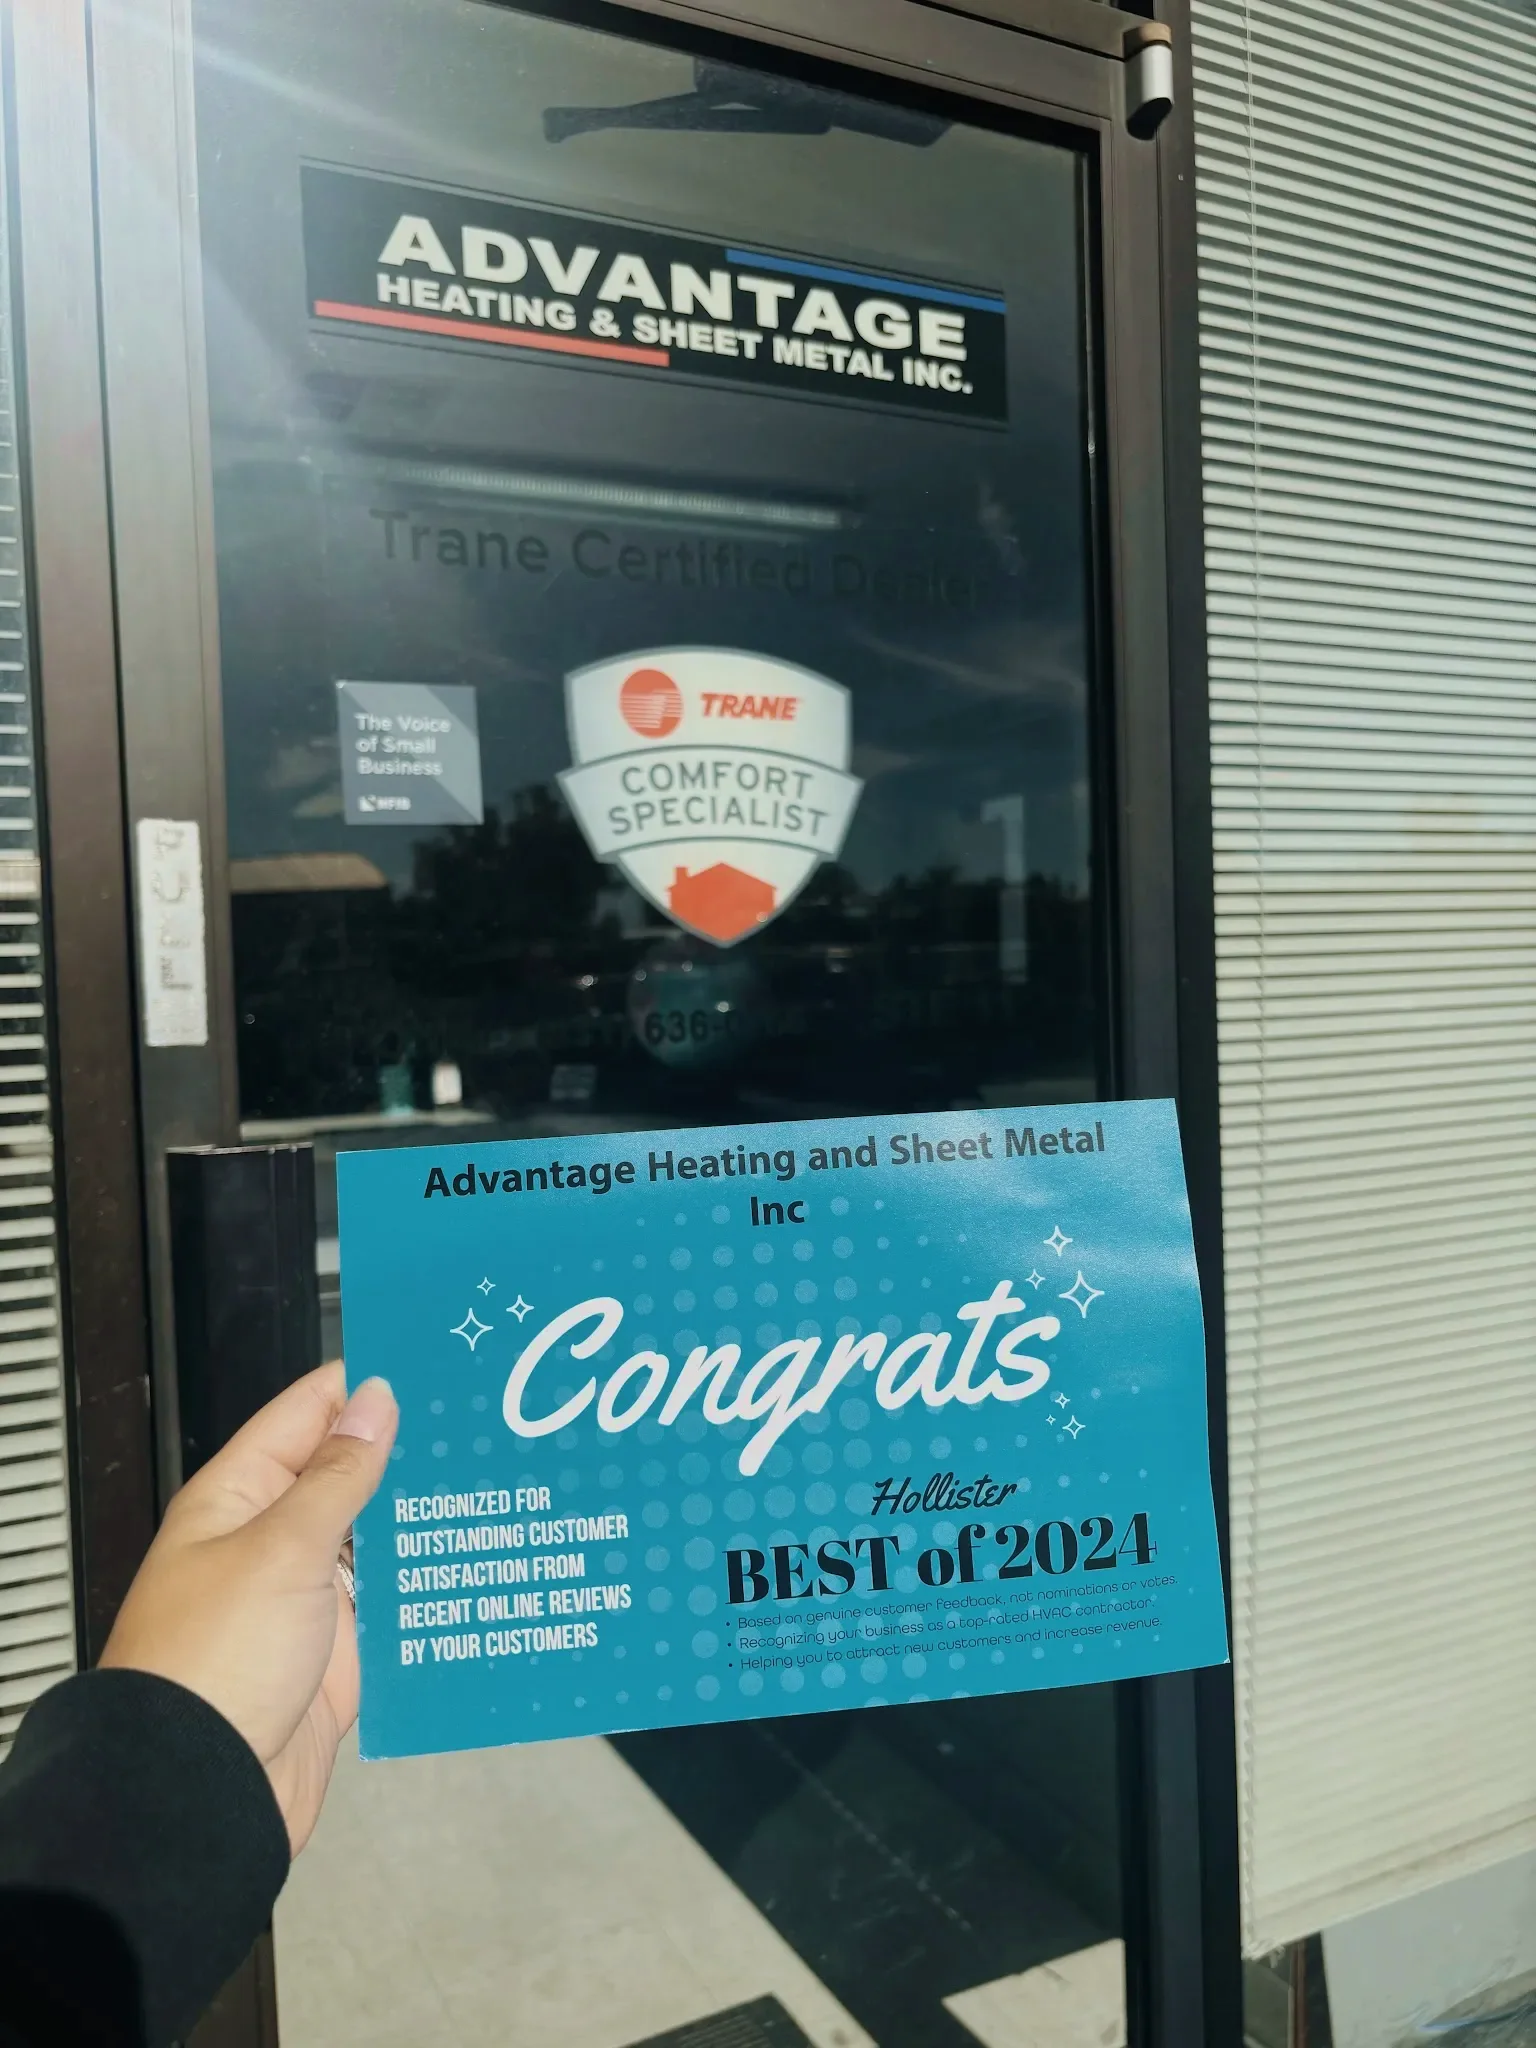 ADVANTAGE
HEATING & SHEET METAL INC.
Trane Certified Dealer
TRANE
COMFORT
SPECIALIST
The Voice
of Small
Business
NFIB
636-
Advantage Heating and Sheet Metal
Inc
Congrats
RECOGNIZED FOR
OUTSTANDING CUSTOMER
SATISFACTION FROM
RECENT ONLINE REVIEWS
BY YOUR CUSTOMERS
Hollister
BEST of 2024
• Based on genuine customer feedback, not nominations or votes.
• Recognizing your business as a top-rated HVAC contractor.
• Helping you to attract new customers and increase revenue.